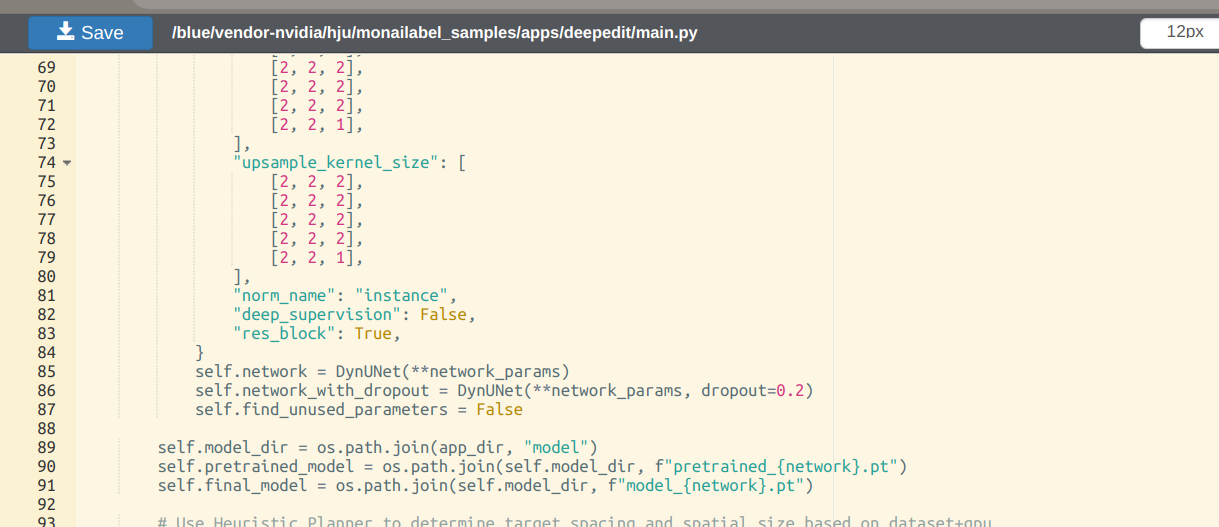 Save /blue/vendor-nvidia/hju/monailabel_samples/apps/deepedit/main.py 12px
69 [2, 2, 2],
70 [2, 2, 2],
71 [2, 2, 2],
72 [2, 2, 1],
73 ],
74 "upsample_kernel_size": [
75 [2, 2, 2],
76 [2, 2, 2],
77 [2, 2, 2],
78 [2, 2, 2],
79 [2, 2, 1],
80 ],
81 "norm_name": "instance",
82 "deep_supervision": False,
83 "res_block": True,
84 }
85 self.network = DynUNet(**network_params)
86 self.network_with_dropout = DynUNet(**network_params, dropout=0.2)
87 self.find_unused_parameters = False
88
89 self.model_dir = os.path.join(app_dir, "model")
90 self.pretrained_model = os.path.join(self.model_dir, f"pretrained_{network}.pt")
91 self.final_model = os.path.join(self.model_dir, f"model_{network}.pt")
92
93 # Use Heuristic Planner to determine target spacing and spatial size based on dataset+gpu